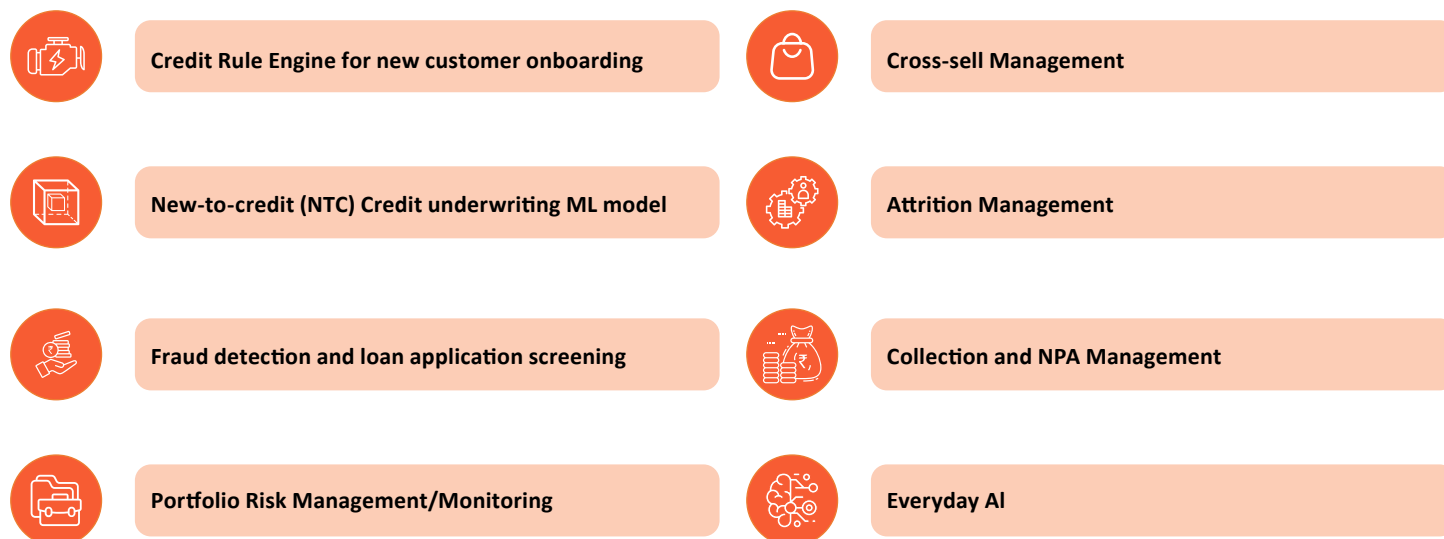 Credit Rule Engine for new customer onboarding
Cross-sell Management
New-to-credit (NTC) Credit underwriting ML model
Attrition Management
Fraud detection and loan application screening
Collection and NPA Management
Portfolio Risk Management/Monitoring
Everyday AI